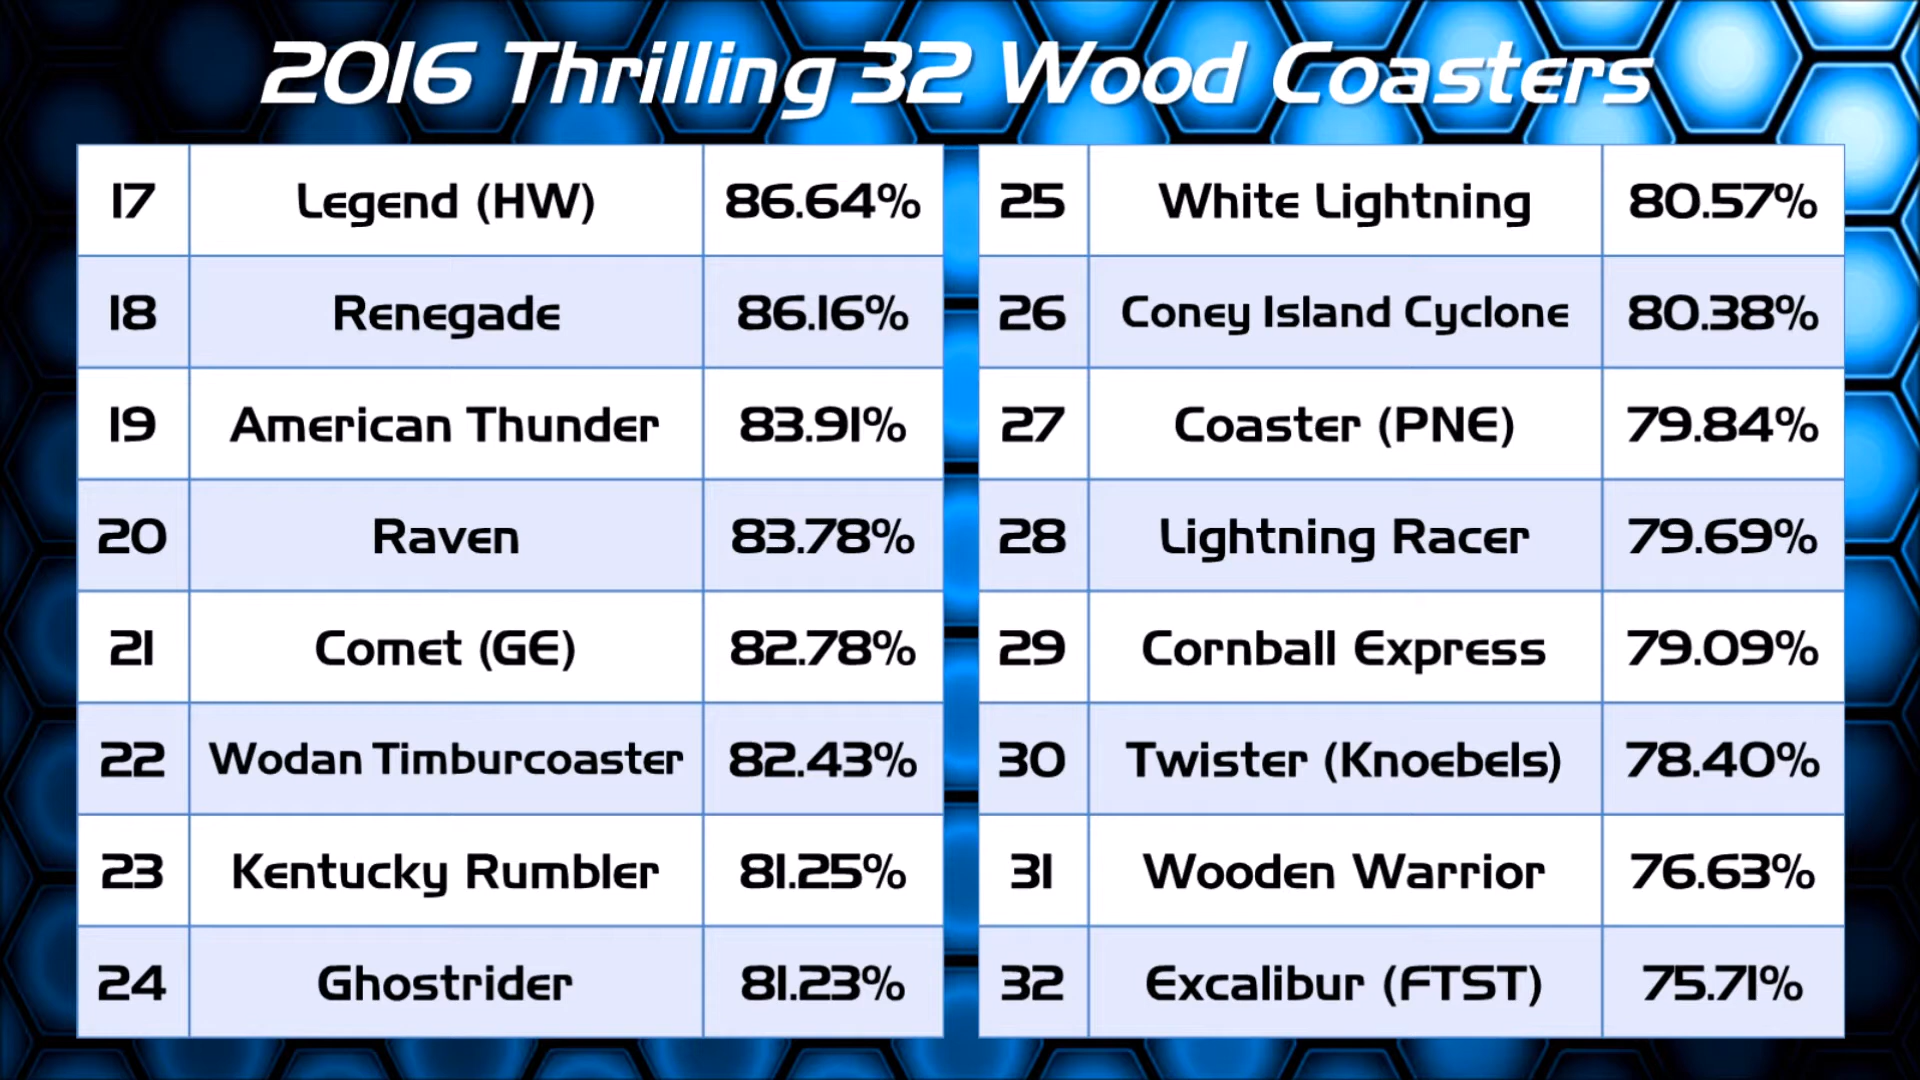 2016 Thrilling 32 Wood Coasters
17 Legend (HW) 86.64%
18 Renegade 86.16%
19 American Thunder 83.91%
20 Raven 83.78%
21 Comet (GE) 82.78%
22 Wodan Timburcoaster 82.43%
23 Kentucky Rumbler 81.25%
24 Ghostrider 81.23%
25 White Lightning 80.57%
26 Coney Island Cyclone 80.38%
27 Coaster (PNE) 79.84%
28 Lightning Racer 79.69%
29 Cornball Express 79.09%
30 Twister (Knoebels) 78.40%
31 Wooden Warrior 76.63%
32 Excalibur (FTST) 75.71%